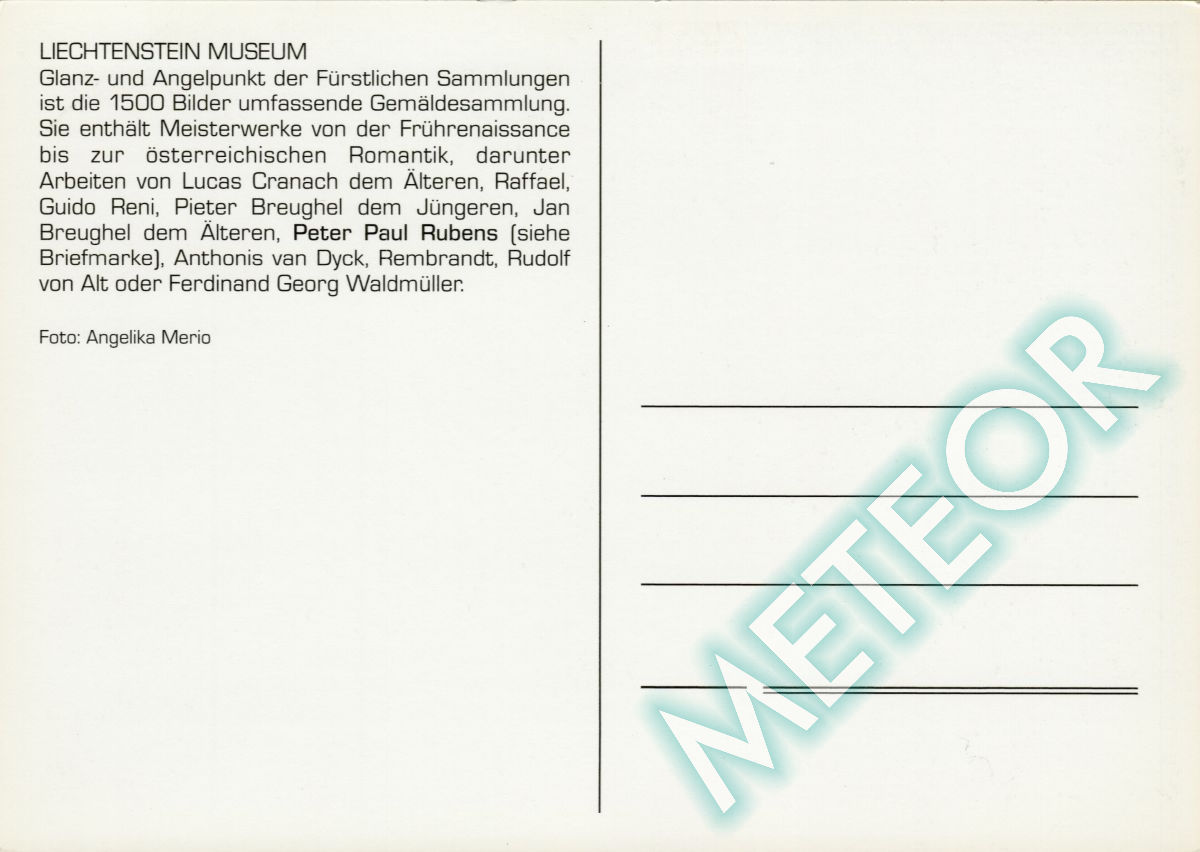 LIECHTENSTEIN MUSEUM
Glanz- und Angelpunkt der Fürstlichen Sammlungen
ist die 1500 Bilder umfassende Gemäldesammlung.
Sie enthält Meisterwerke von der Frührenaissance
bis zur österreichischen Romantik, darunter
Arbeiten von Lucas Cranach dem Älteren, Raffael,
Guido Reni, Pieter Breughel dem Jüngeren, Jan
Breughel dem Älteren, Peter Paul Rubens (siehe
Briefmarke), Anthonis van Dyck, Rembrandt, Rudolf
von Alt oder Ferdinand Georg Waldmüller.
Foto: Angelika Merio
METEOR